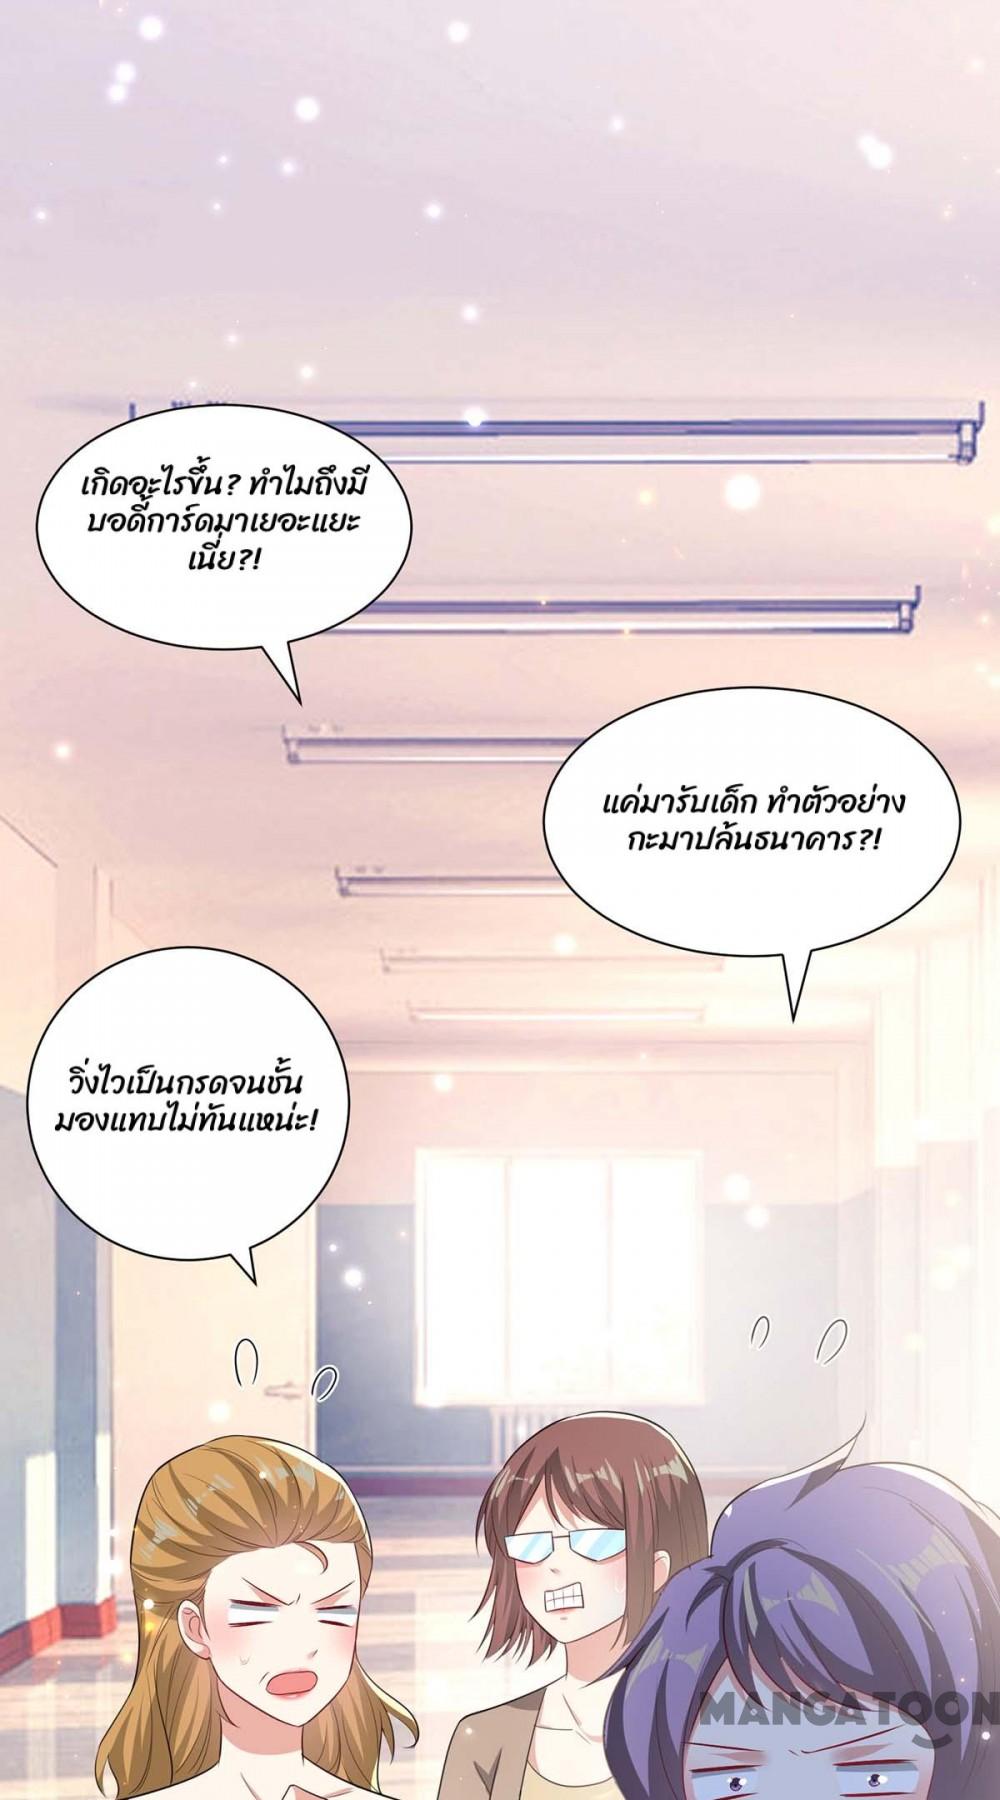 เกิดอะไรขึ้น? ทำไมถึงมี
บอดี้การ์ดมาเยอะแยะ
เนี่ย?!
แค่มารับเด็ก ทำตัวอย่าง
กะมาปล้นธนาคาร?!
วิ่งไวเป็นกรดจนชั้น
มองแทบไม่ทันแหน่ะ!
MANGATOON